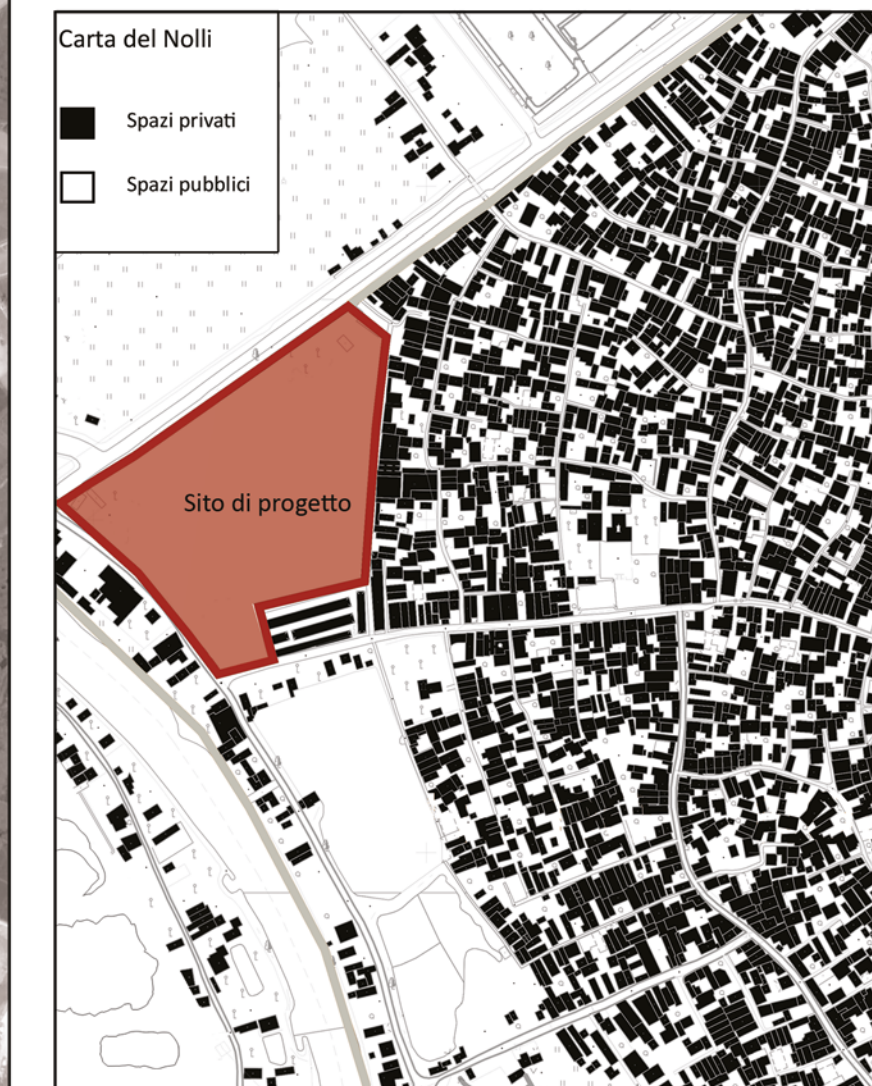 Carta del Nolli
Spazi privati
Spazi pubblici
Sito di progetto